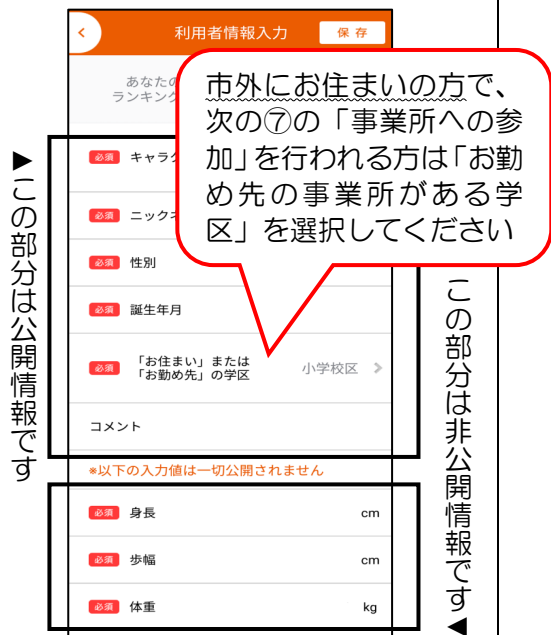 利用者情報入力
保 存
あなたの
ランキング
市外にお住まいの方で、
次の⑦の「事業所への参
加」を行われる方は「お勤
め先の事業所がある学
区」を選択してください
▶この部分は公開情報です
必須 キャラク
必須 ニックネ
必須 性別
必須 誕生年月
必須 「お住まい」または
「お勤め先」の学区
小学校区 >
コメント
*以下の入力値は一切公開されません
必須 身長 cm
必須 歩幅 cm
必須 体重 kg
この部分は非公開情報です◀